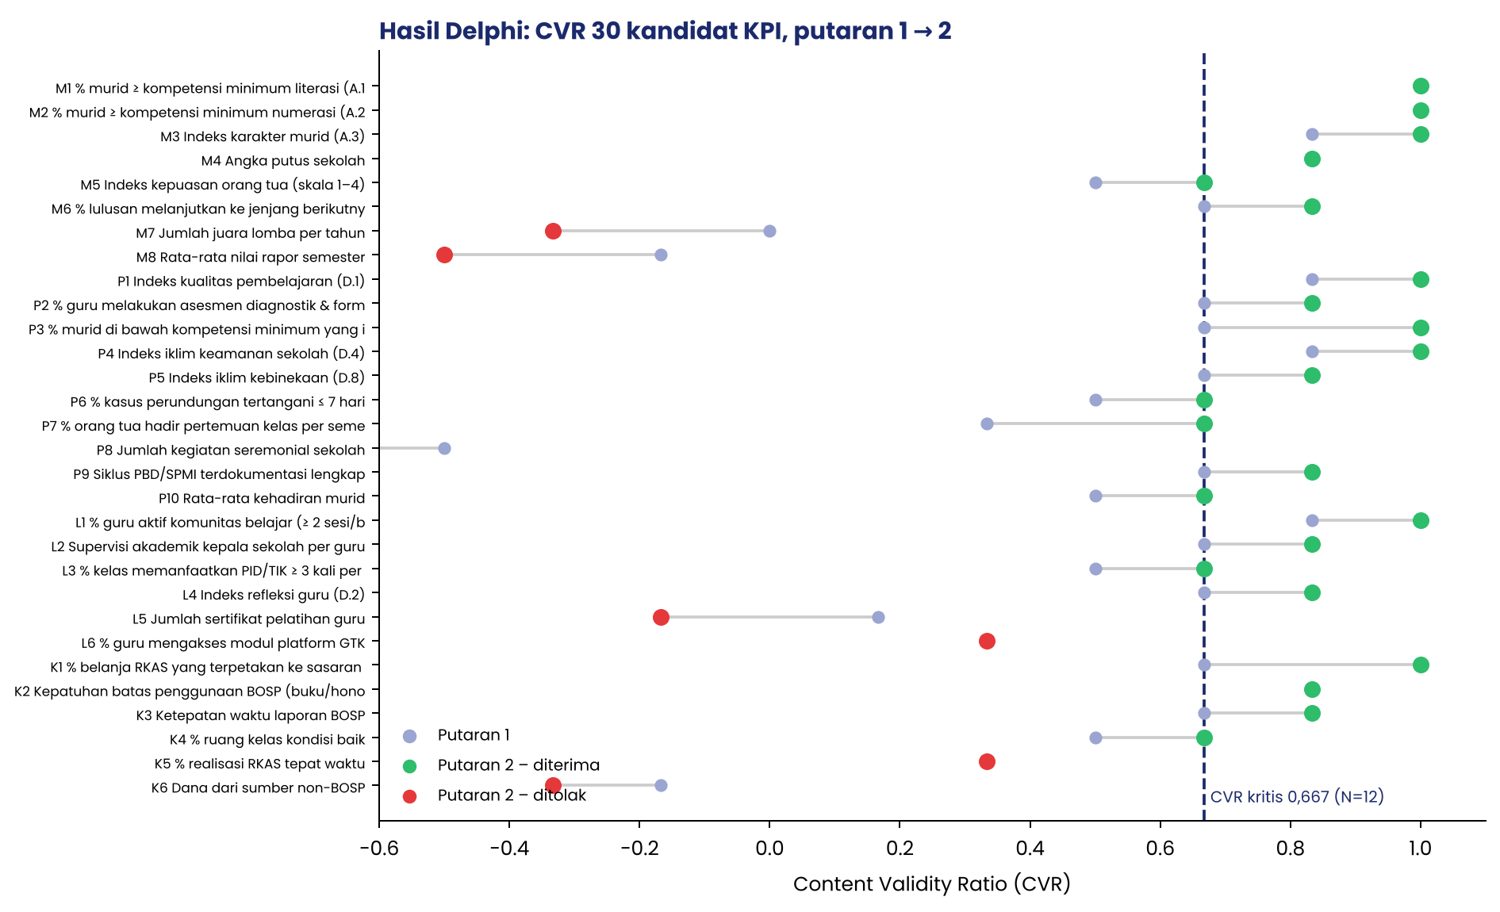 Hasil Delphi: CVR 30 kandidat KPI, putaran 1 → 2
M1 % murid ≥ kompetensi minimum literasi (A.1
M2 % murid ≥ kompetensi minimum numerasi (A.2
M3 Indeks karakter murid (A.3)
M4 Angka putus sekolah
M5 Indeks kepuasan orang tua (skala 1–4)
M6 % lulusan melanjutkan ke jenjang berikutny
M7 Jumlah juara lomba per tahun
M8 Rata-rata nilai rapor semester
P1 Indeks kualitas pembelajaran (D.1)
P2 % guru melakukan asesmen diagnostik & form
P3 % murid di bawah kompetensi minimum yang i
P4 Indeks iklim keamanan sekolah (D.4)
P5 Indeks iklim kebinekaan (D.8)
P6 % kasus perundungan tertangani ≤ 7 hari
P7 % orang tua hadir pertemuan kelas per seme
P8 Jumlah kegiatan seremonial sekolah
P9 Siklus PBD/SPMI terdokumentasi lengkap
P10 Rata-rata kehadiran murid
L1 % guru aktif komunitas belajar (≥ 2 sesi/b
L2 Supervisi akademik kepala sekolah per guru
L3 % kelas memanfaatkan PID/TIK ≥ 3 kali per
L4 Indeks refleksi guru (D.2)
L5 Jumlah sertifikat pelatihan guru
L6 % guru mengakses modul platform GTK
K1 % belanja RKAS yang terpetakan ke sasaran
K2 Kepatuhan batas penggunaan BOSP (buku/hono
K3 Ketepatan waktu laporan BOSP
K4 % ruang kelas kondisi baik
K5 % realisasi RKAS tepat waktu
K6 Dana dari sumber non-BOSP
Putaran 1
Putaran 2 – diterima
Putaran 2 – ditolak
CVR kritis 0,667 (N=12)
−0.6 −0.4 −0.2 0.0 0.2 0.4 0.6 0.8 1.0
Content Validity Ratio (CVR)